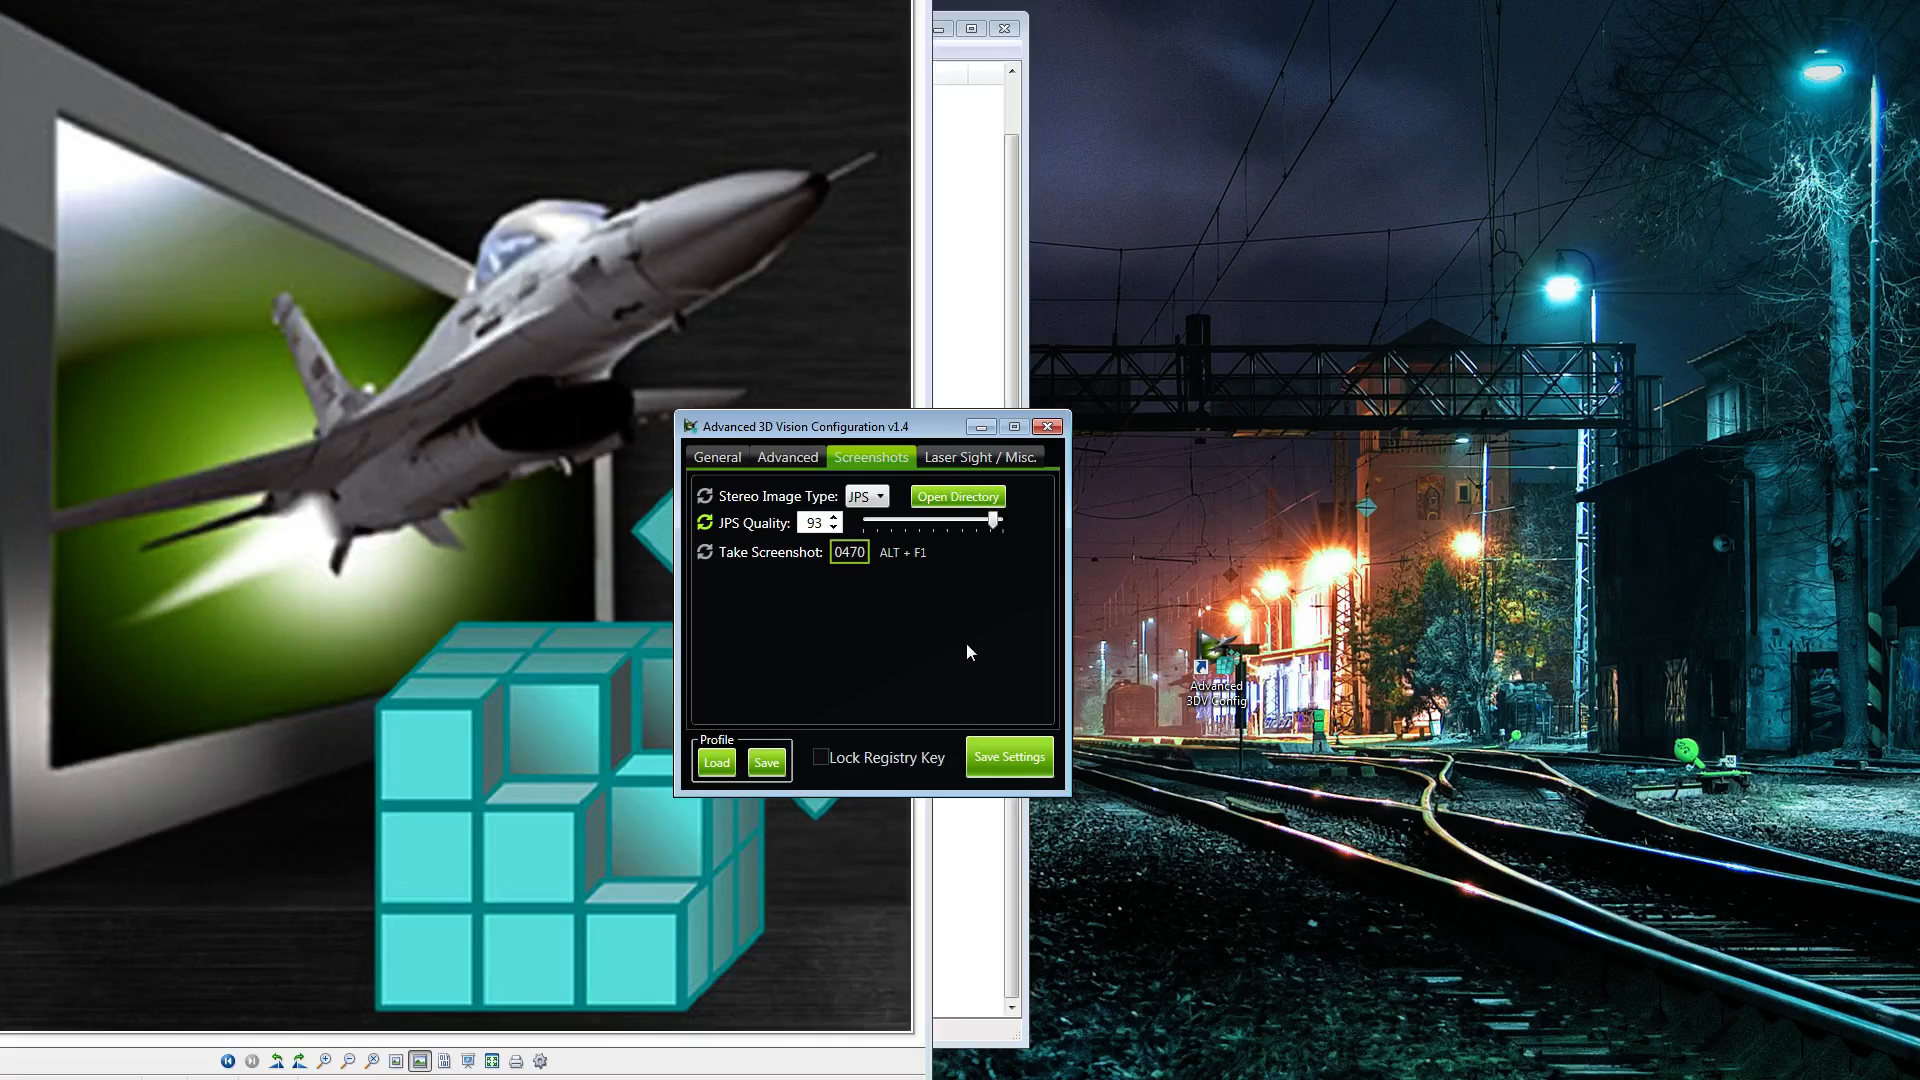 Advanced 3D Vision Configuration v1.4
General Advanced Screenshots Laser Sight / Misc.
Stereo Image Type: JPS Open Directory
JPS Quality: 93
Take Screenshot: 0470 ALT + F1
Profile
Load Save Lock Registry Key Save Settings
Advanced
3DV Config